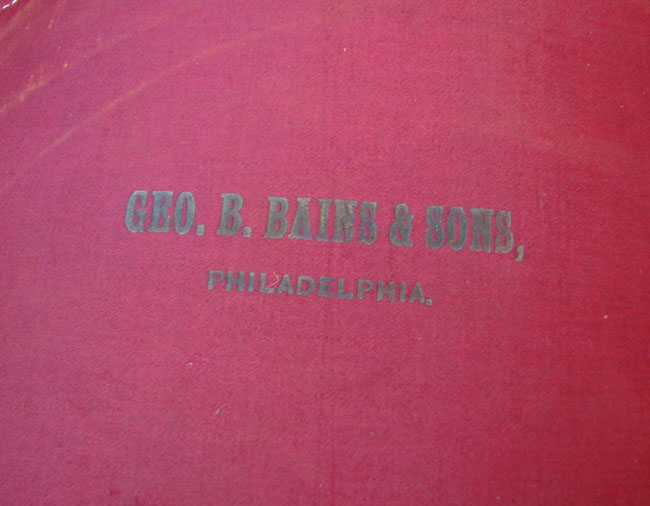 GEO. B. BAINS & SONS,
PHILADELPHIA.